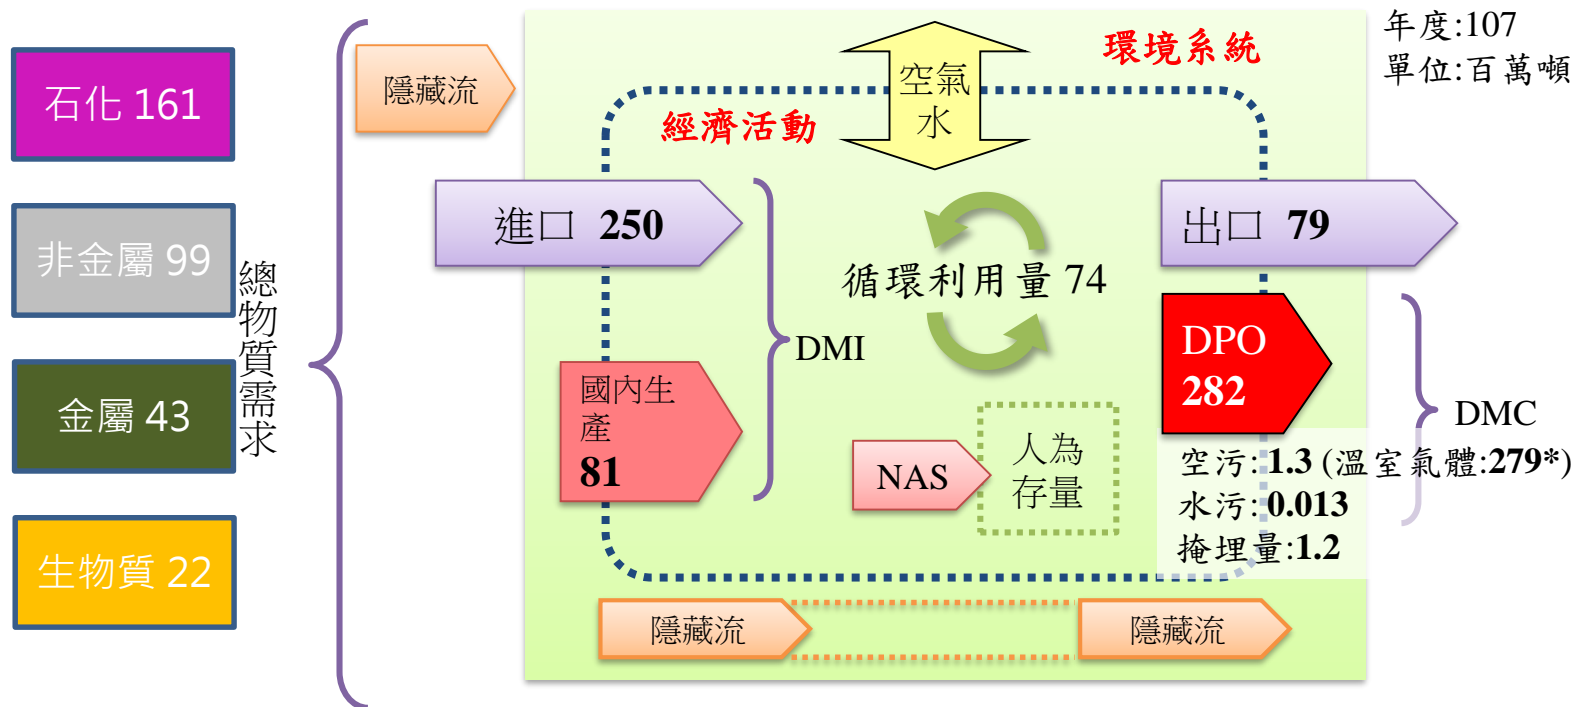 年度:107
單位:百萬噸
石化 161
非金屬 99
金屬 43
生物質 22
總物質需求
隱藏流
環境系統
空氣
水
經濟活動
進口 250
出口 79
循環利用量 74
DMI
國內生
產
81
DPO
282
DMC
NAS
人為
存量
空污:1.3 (溫室氣體:279*)
水污:0.013
掩埋量:1.2
隱藏流
隱藏流